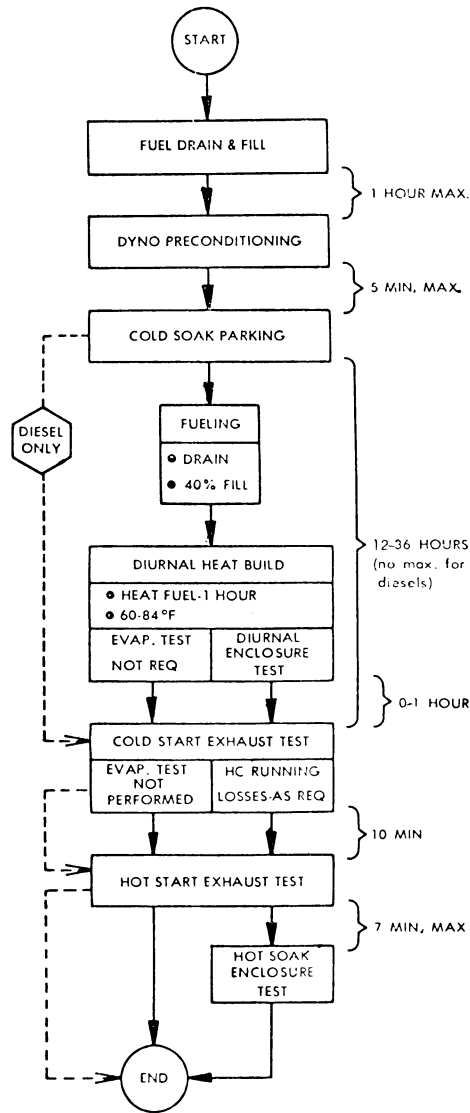 START
FUEL DRAIN & FILL
1 HOUR MAX.
DYNO PRECONDITIONING
5 MIN. MAX.
COLD SOAK PARKING
DIESEL
ONLY
FUELING
● DRAIN
● 40% FILL
12-36 HOURS
(no max. for
diesels)
DIURNAL HEAT BUILD
● HEAT FUEL-1 HOUR
● 60-84°F
EVAP. TEST
NOT REQ
DIURNAL
ENCLOSURE
TEST
0-1 HOUR
COLD START EXHAUST TEST
EVAP. TEST
NOT
PERFORMED
HC RUNNING
LOSSES-AS REQ
10 MIN
HOT START EXHAUST TEST
7 MIN. MAX
HOT SOAK
ENCLOSURE
TEST
END